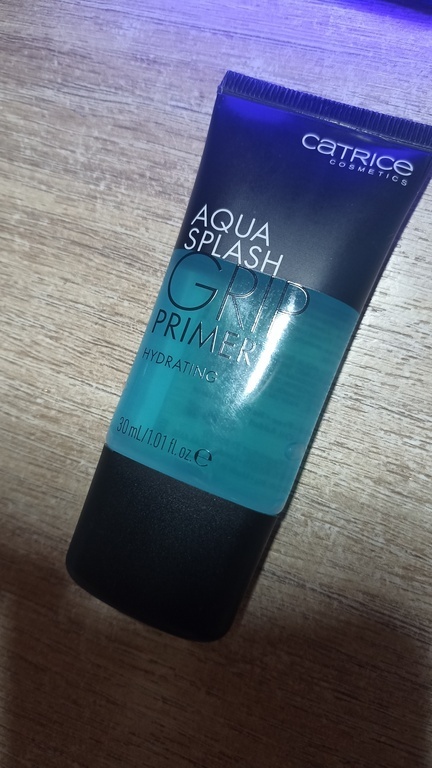 CATRICE
COSMETICS
AQUA
SPLASH
GRIP
PRIMER
HYDRATING
30 mL/1.01 fl.oz. ℮